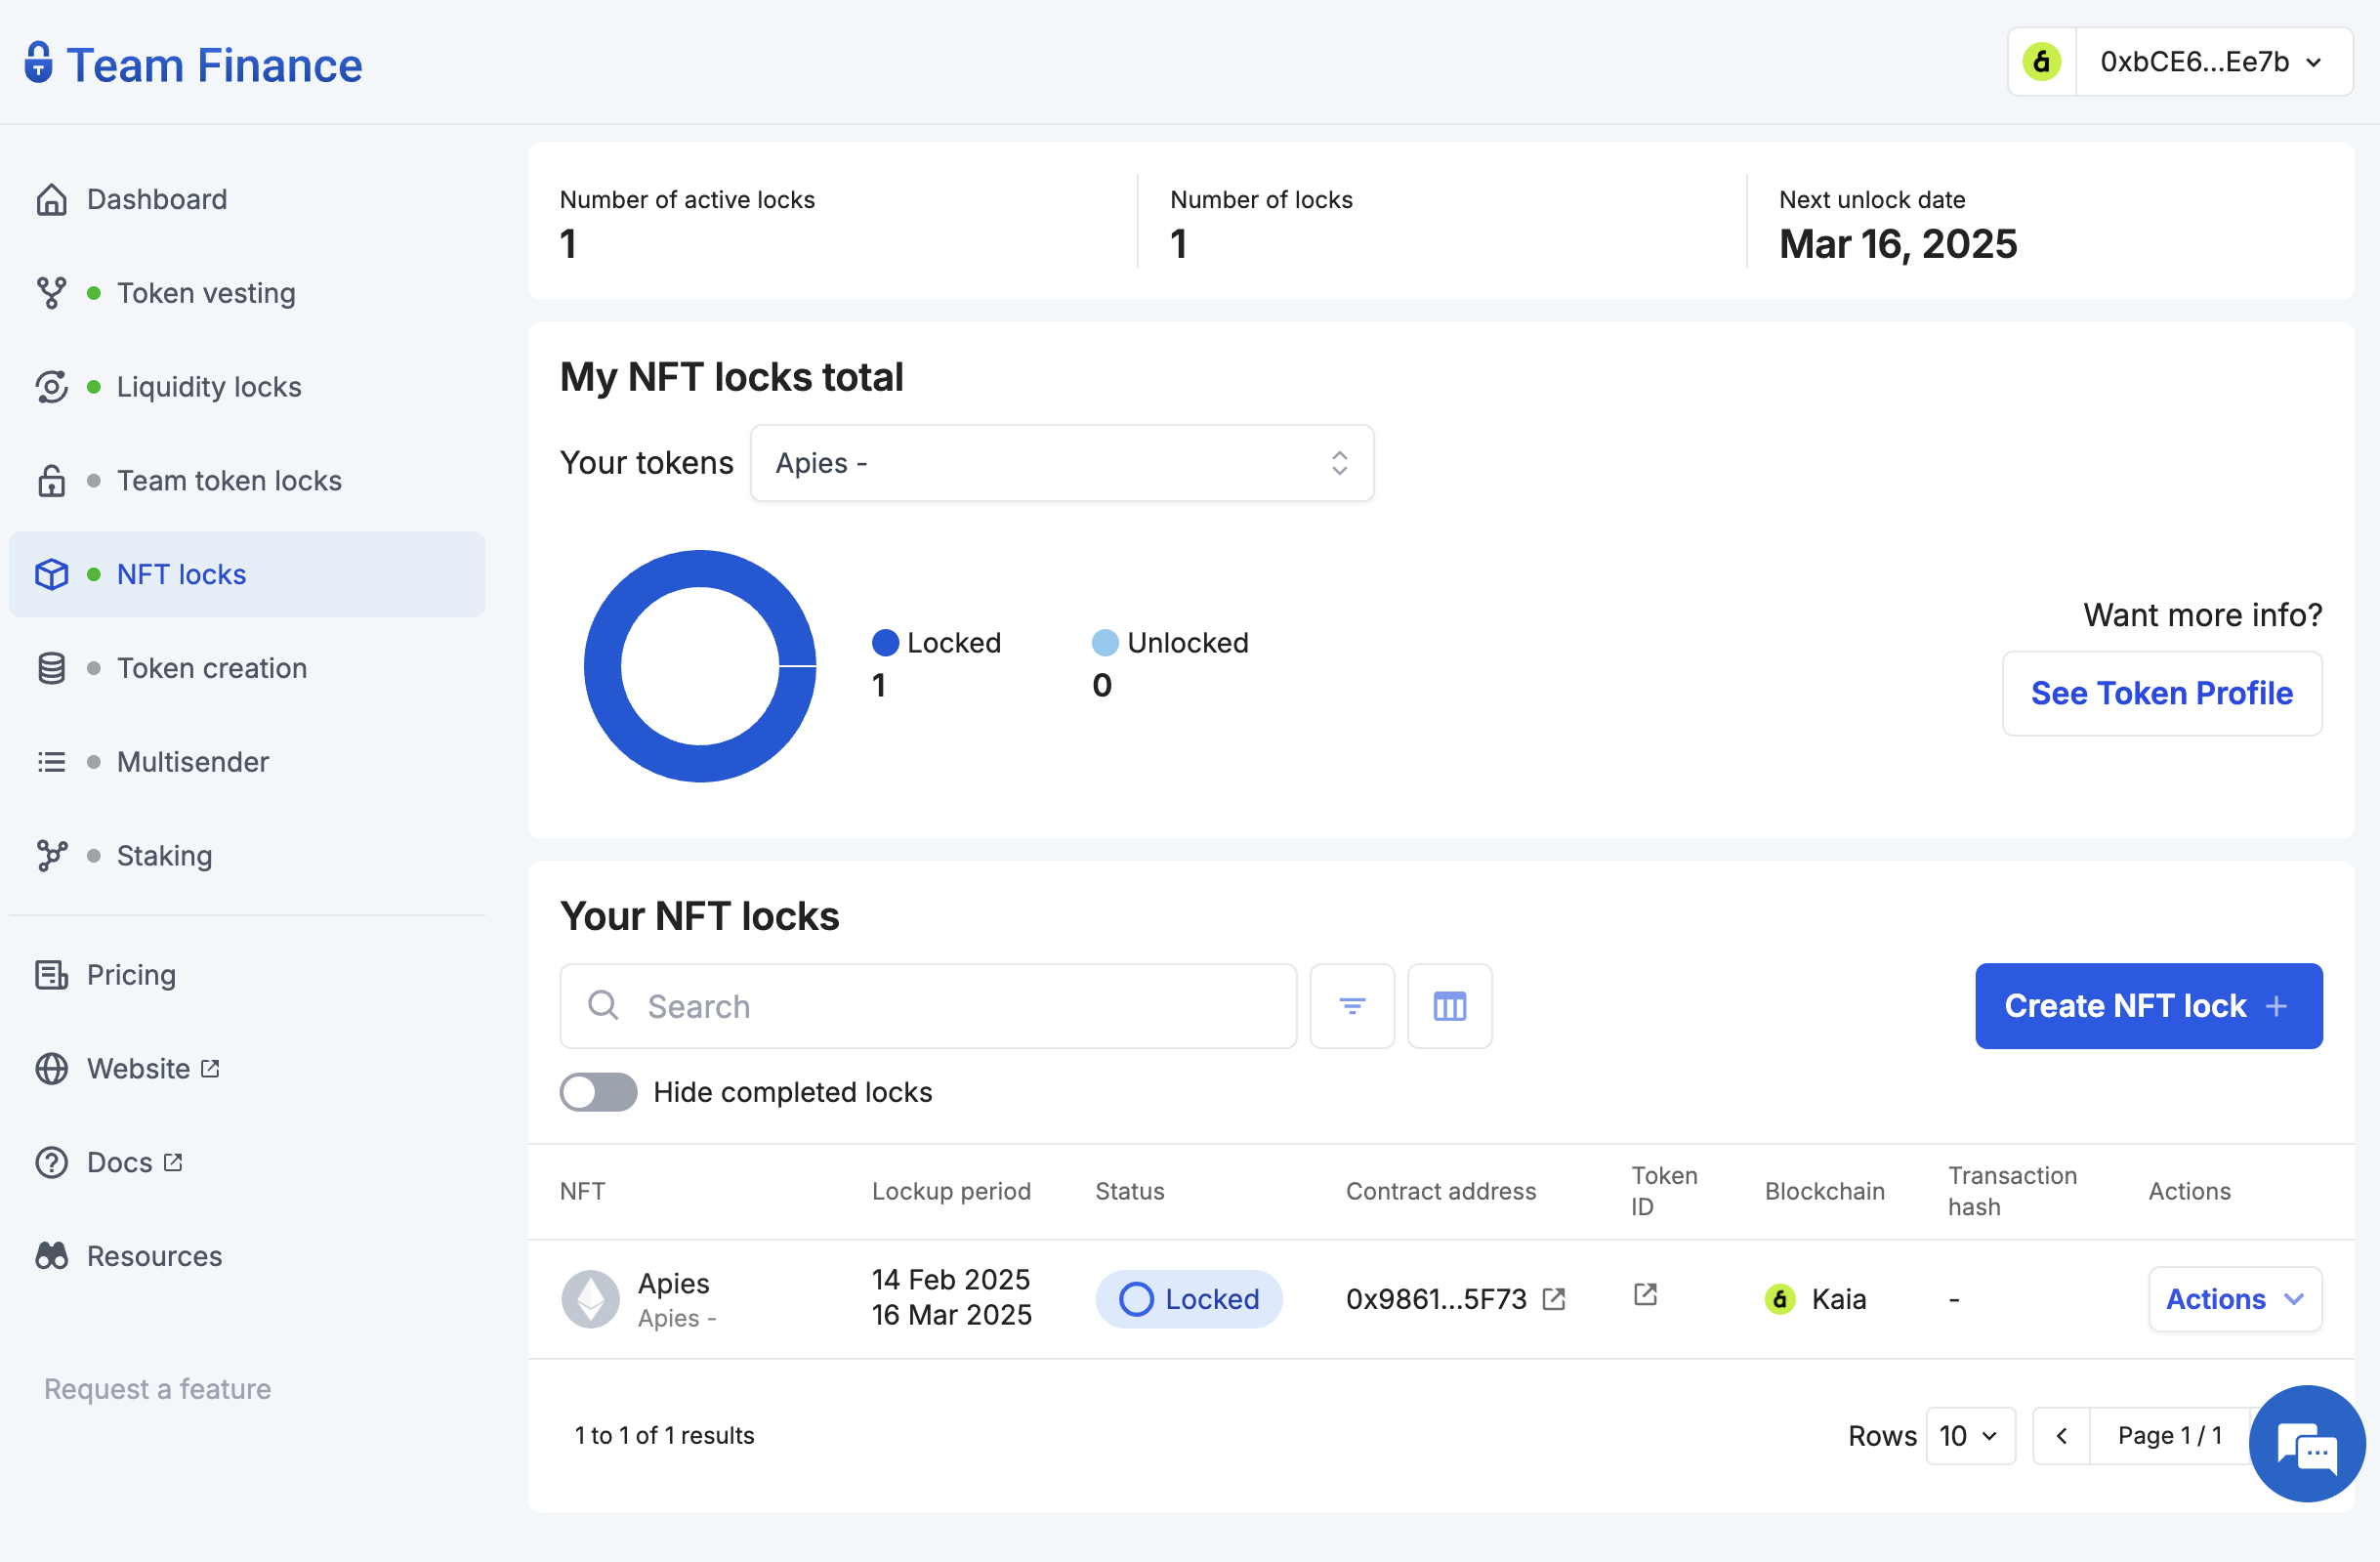 Team Finance
0xbCE6...Ee7b
Dashboard
Token vesting
Liquidity locks
Team token locks
NFT locks
Token creation
Multisender
Staking
Pricing
Website
Docs
Resources
Request a feature
Number of active locks
1
Number of locks
1
Next unlock date
Mar 16, 2025
My NFT locks total
Your tokens
Apies -
Locked
1
Unlocked
0
Want more info?
See Token Profile
Your NFT locks
Search
Create NFT lock +
Hide completed locks
NFT
Lockup period
Status
Contract address
Token
ID
Blockchain
Transaction
hash
Actions
Apies
Apies -
14 Feb 2025
16 Mar 2025
Locked
0x9861...5F73
Kaia
-
Actions
1 to 1 of 1 results
Rows
10
Page 1 / 1